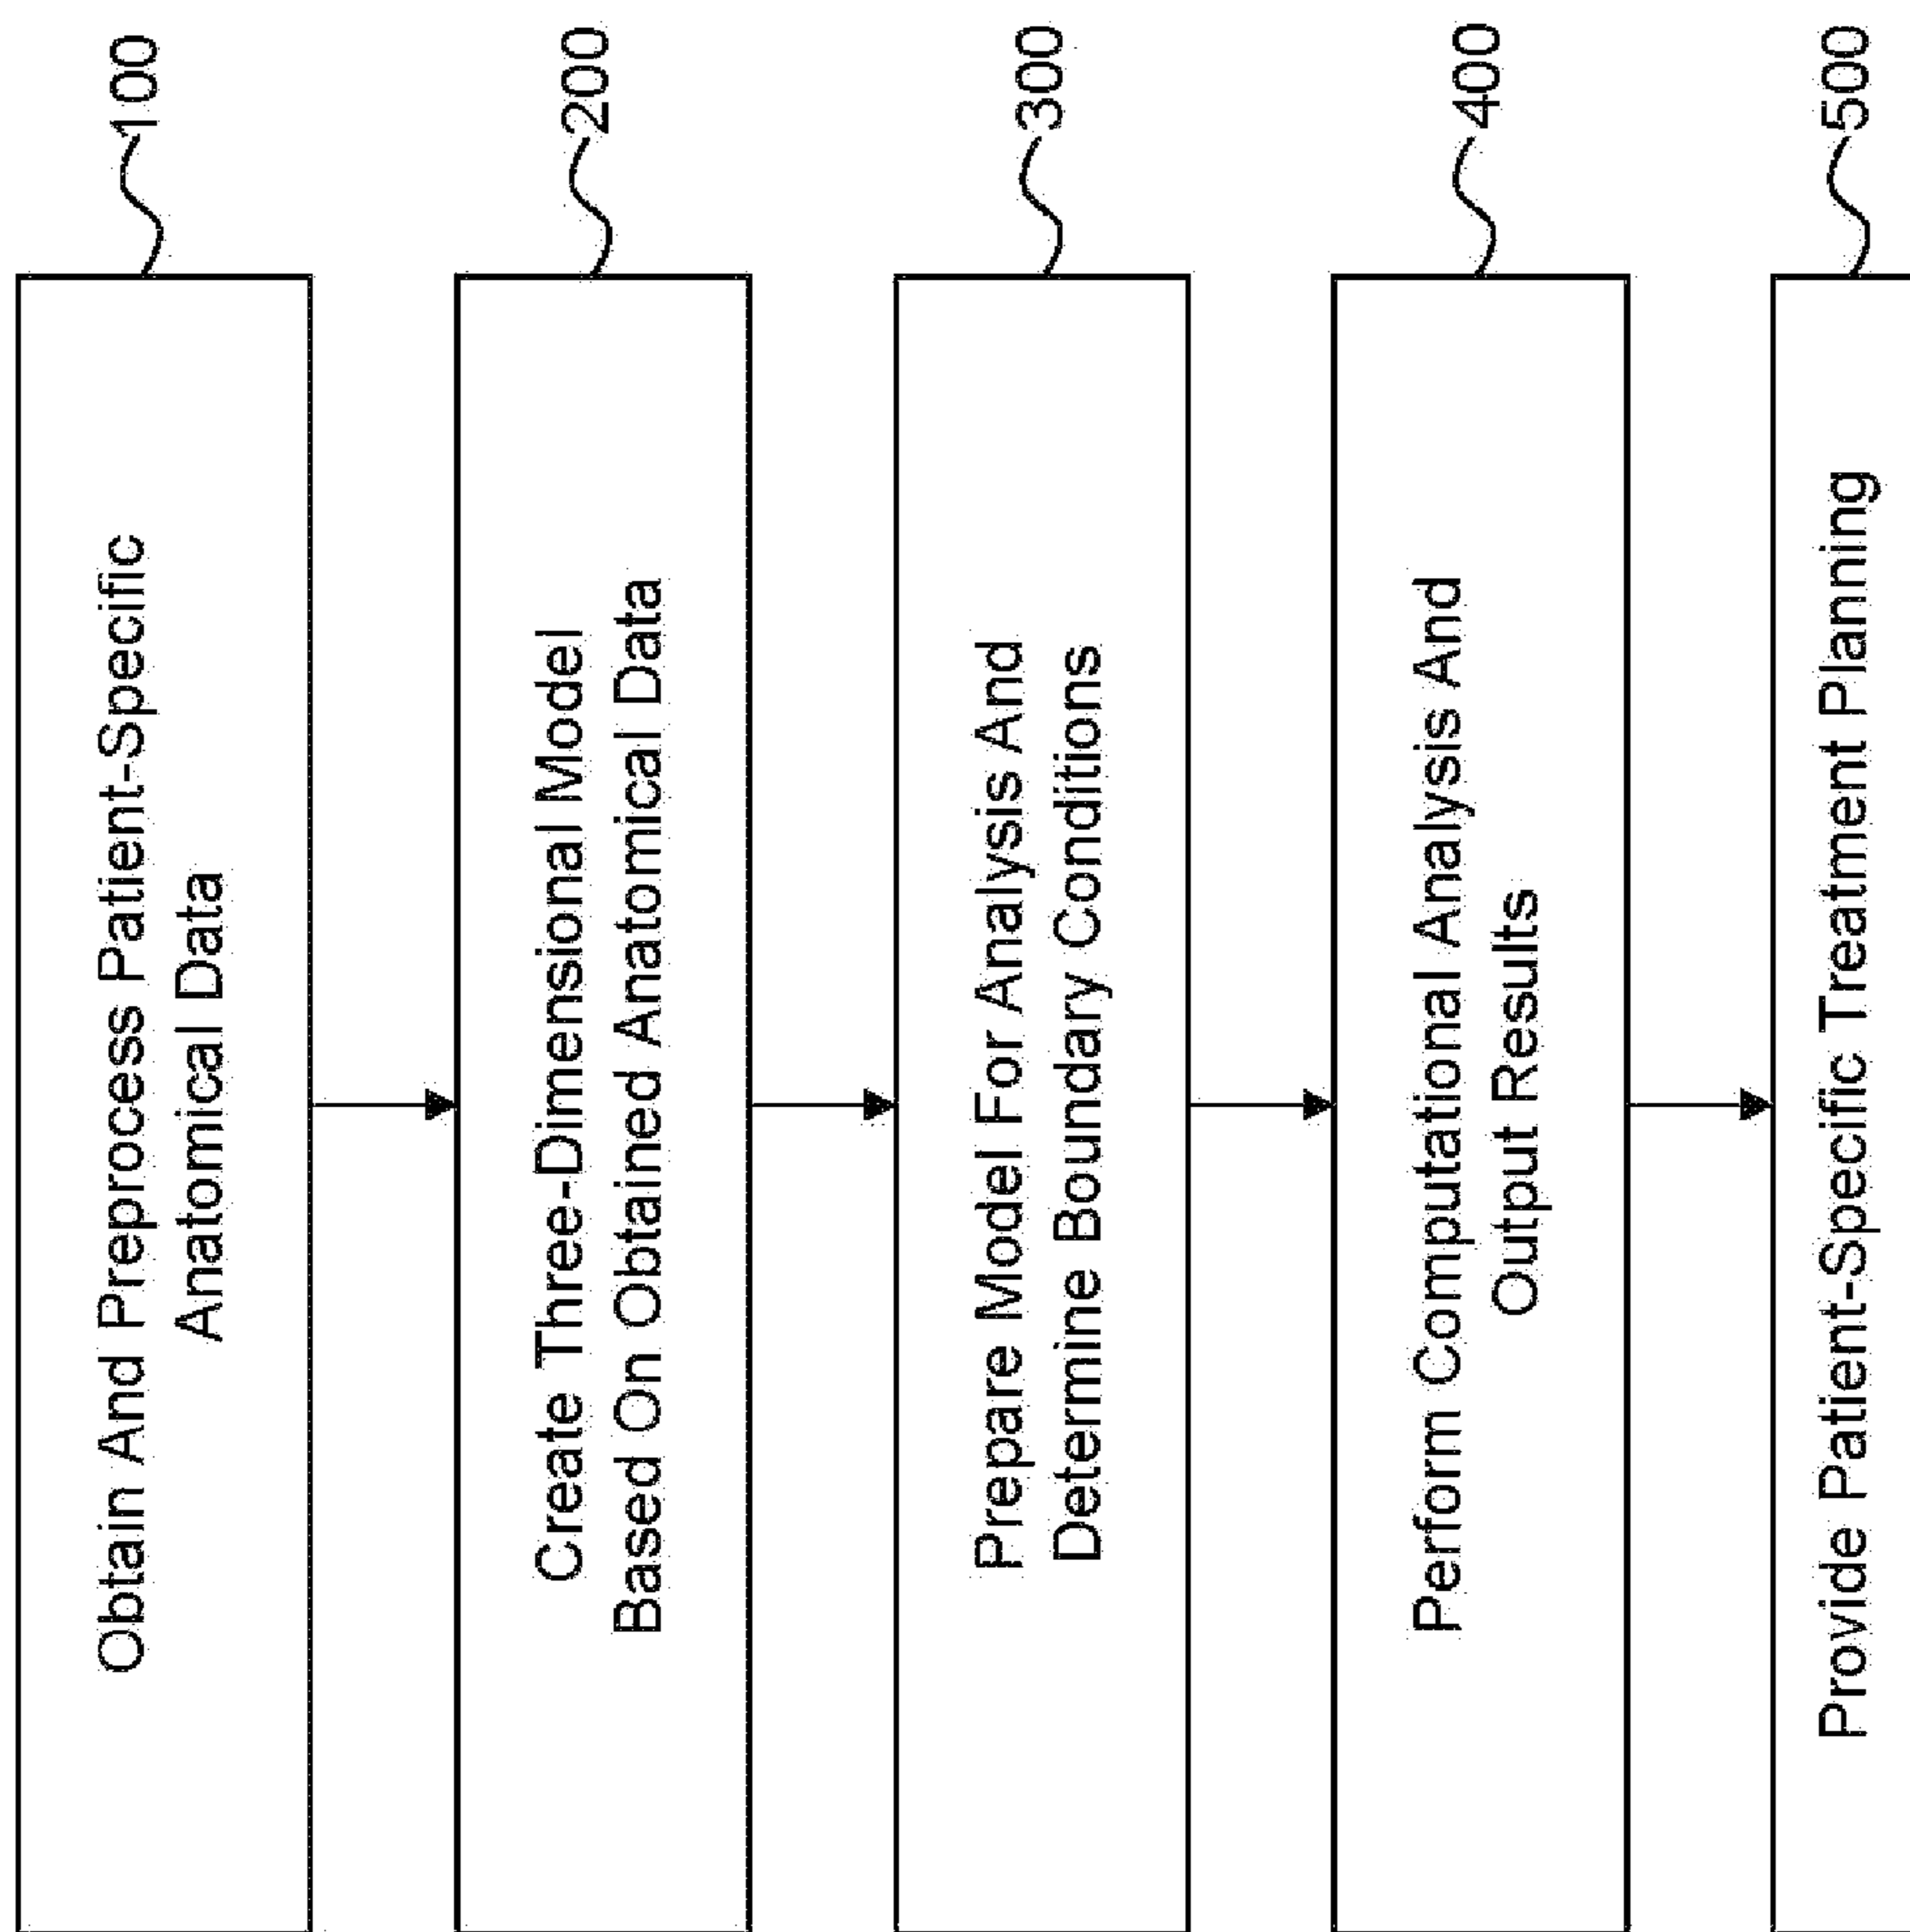 Obtain And Preprocess Patient-Specific
Anatomical Data
100
Create Three-Dimensional Model
Based On Obtained Anatomical Data
200
Prepare Model For Analysis And
Determine Boundary Conditions
300
Perform Computational Analysis And
Output Results
400
Provide Patient-Specific Treatment Planning
500